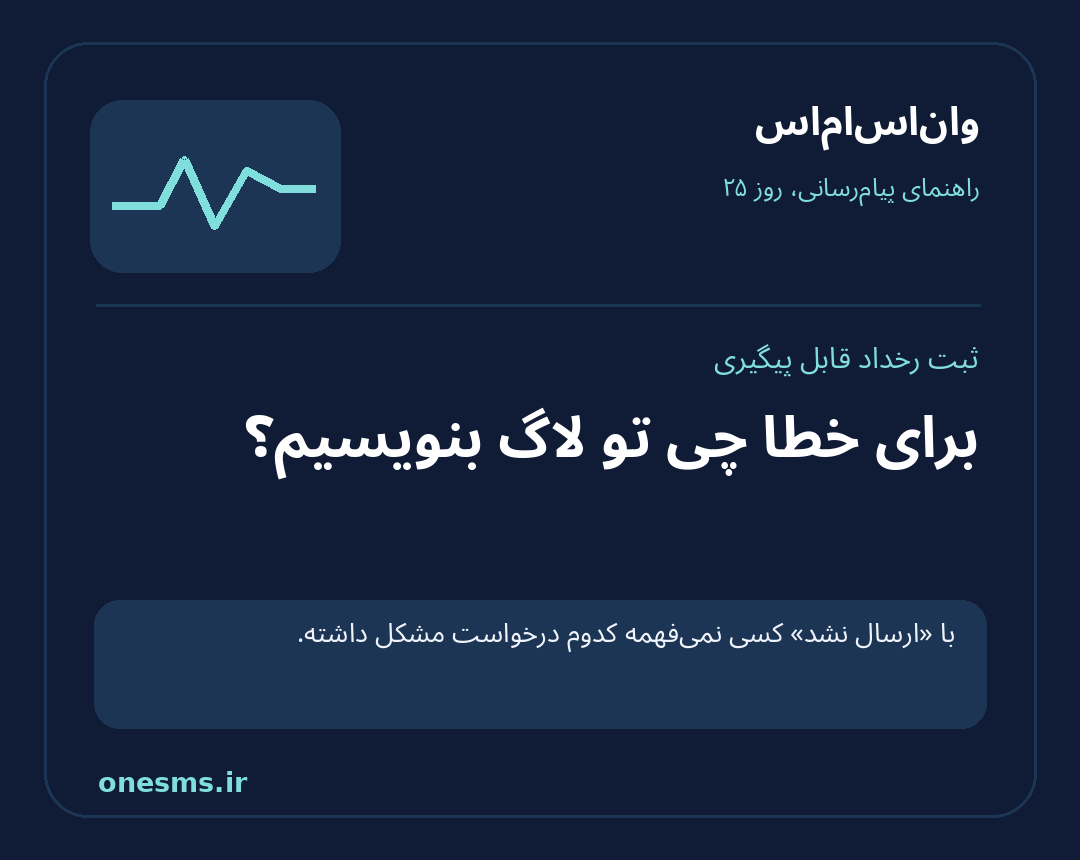 وان‌اس‌ام‌اس
راهنمای پیام‌رسانی، روز ۲۵
ثبت رخداد قابل پیگیری
برای خطا چی تو لاگ بنویسیم؟
با «ارسال نشد» کسی نمی‌فهمه کدوم درخواست مشکل داشته.
onesms.ir